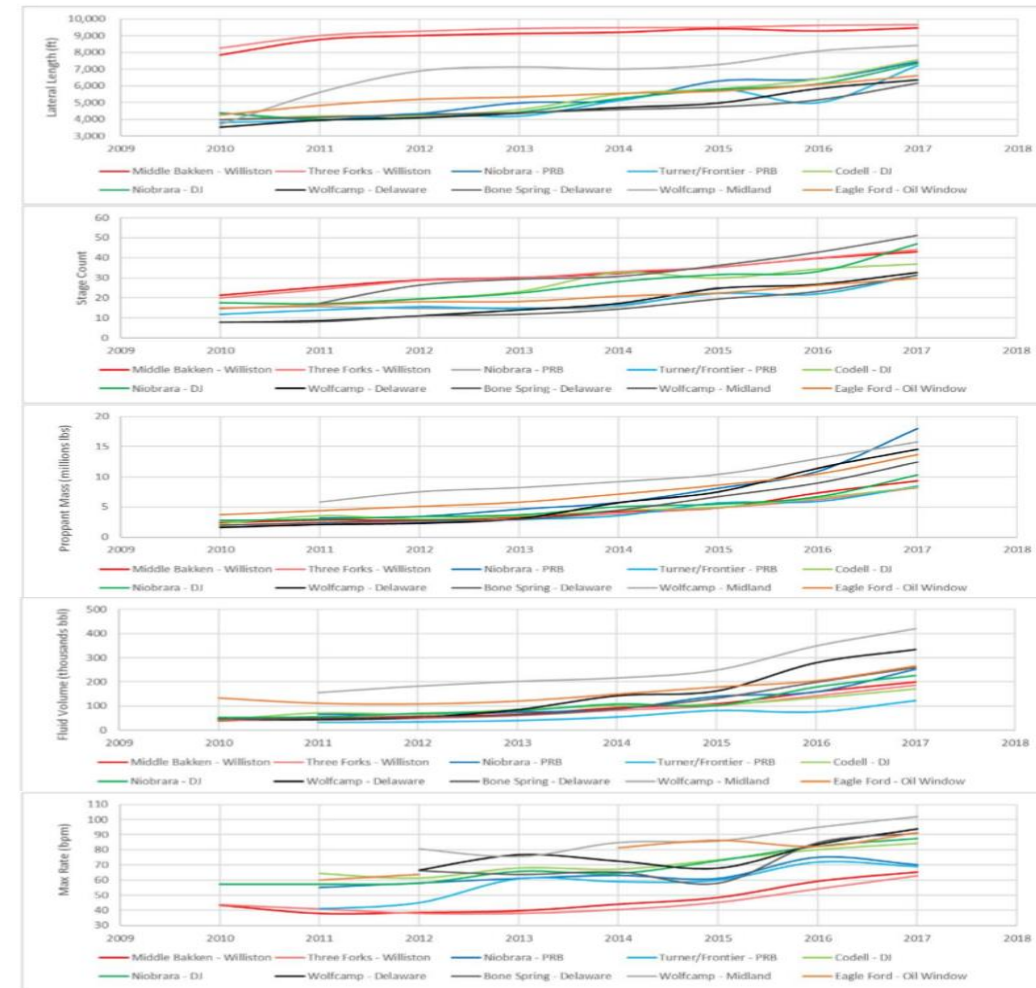 10,000
9,000
8,000
7,000
6,000
5,000
4,000
3,000
Lateral Length (ft)
2009 2010 2011 2012 2013 2014 2015 2016 2017 2018
Middle Bakken - Williston Three Forks - Williston Niobrara - PRB Turner/Frontier - PRB Codell - DJ
Niobrara - DJ Wolfcamp - Delaware Bone Spring - Delaware Wolfcamp - Midland Eagle Ford - Oil Window
60
50
40
30
20
10
0
Stage Count
2009 2010 2011 2012 2013 2014 2015 2016 2017 2018
Middle Bakken - Williston Three Forks - Williston Niobrara - PRB Turner/Frontier - PRB Codell - DJ
Niobrara - DJ Wolfcamp - Delaware Bone Spring - Delaware Wolfcamp - Midland Eagle Ford - Oil Window
20
15
10
5
0
Proppant Mass (millions lbs)
2009 2010 2011 2012 2013 2014 2015 2016 2017 2018
Middle Bakken - Williston Three Forks - Williston Niobrara - PRB Turner/Frontier - PRB Codell - DJ
Niobrara - DJ Wolfcamp - Delaware Bone Spring - Delaware Wolfcamp - Midland Eagle Ford - Oil Window
500
400
300
200
100
0
Fluid Volume (thousands bbl)
2009 2010 2011 2012 2013 2014 2015 2016 2017 2018
Middle Bakken - Williston Three Forks - Williston Niobrara - PRB Turner/Frontier - PRB Codell - DJ
Niobrara - DJ Wolfcamp - Delaware Bone Spring - Delaware Wolfcamp - Midland Eagle Ford - Oil Window
110
100
90
80
70
60
50
40
30
Max Rate (bpm)
2009 2010 2011 2012 2013 2014 2015 2016 2017 2018
Middle Bakken - Williston Three Forks - Williston Niobrara - PRB Turner/Frontier - PRB Codell - DJ
Niobrara - DJ Wolfcamp - Delaware Bone Spring - Delaware Wolfcamp - Midland Eagle Ford - Oil Window